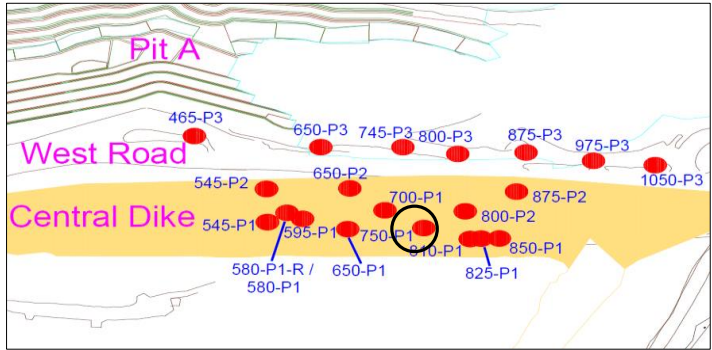 Pit A
465-P3
650-P3
745-P3
800-P3
875-P3
975-P3
1050-P3
West Road
545-P2
650-P2
875-P2
Central Dike
700-P1
800-P2
545-P1
595-P1
750-P1
810-P1
850-P1
580-P1-R /
580-P1
650-P1
825-P1